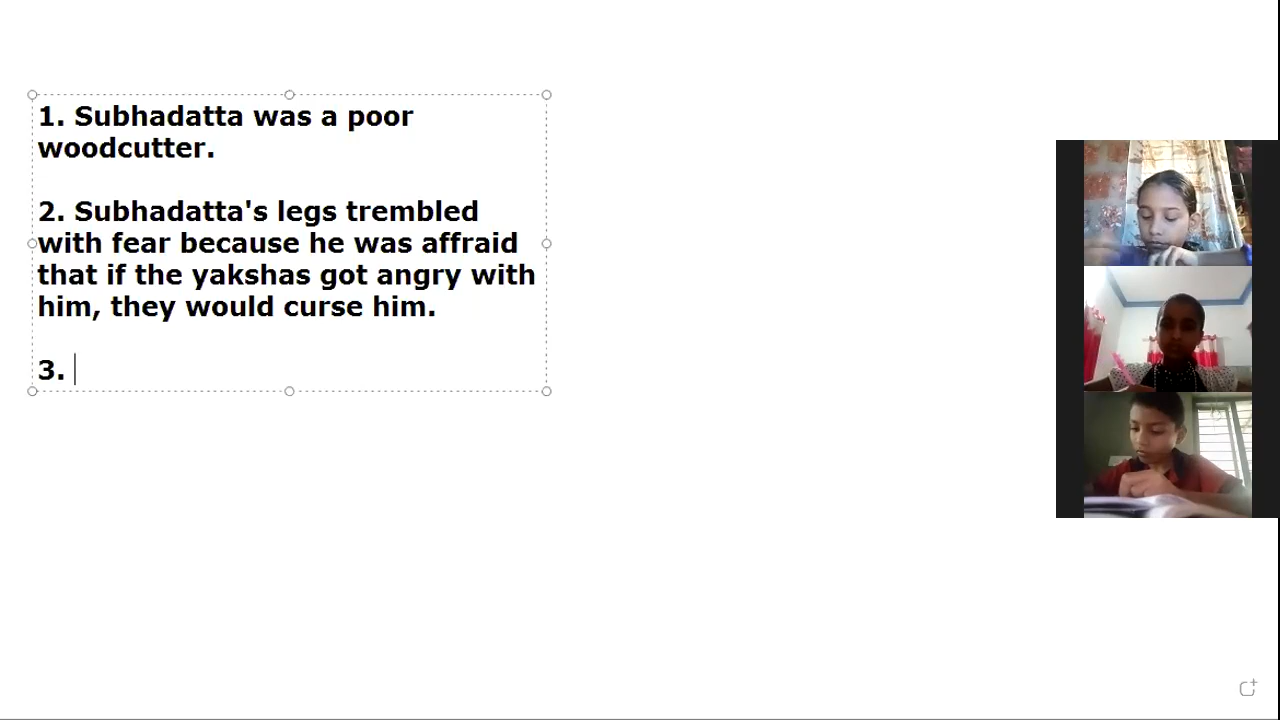 1. Subhadatta was a poor
woodcutter.
2. Subhadatta's legs trembled
with fear because he was affraid
that if the yakshas got angry with
him, they would curse him.
3.